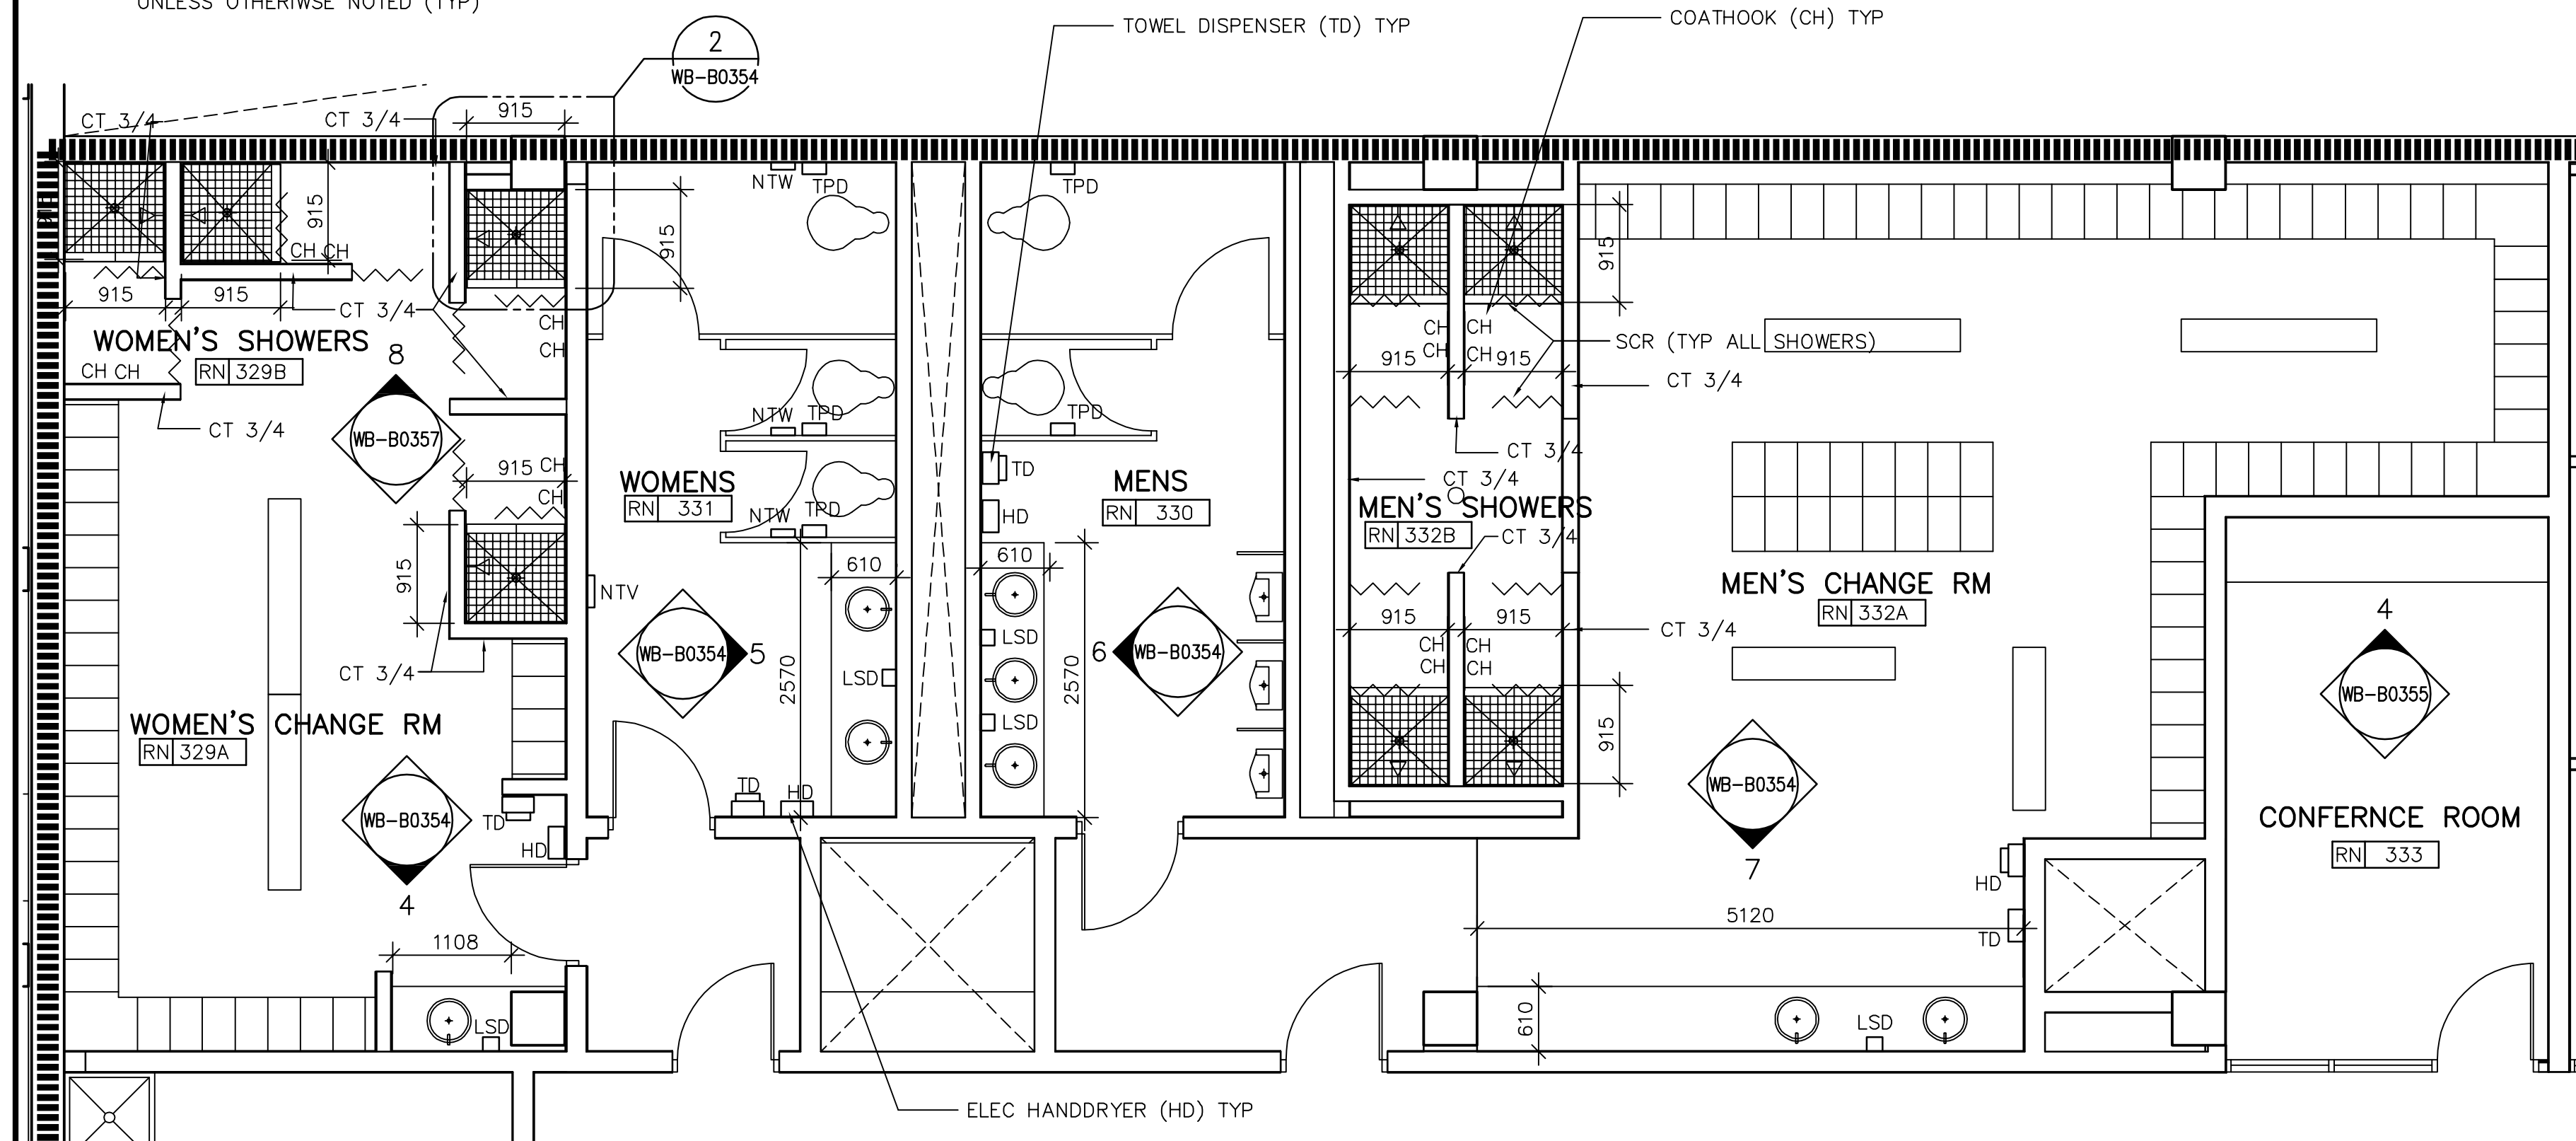 UNLESS OTHERIWSE NOTED (TYP)
2
WB-B0354
TOWEL DISPENSER (TD) TYP
COATHOOK (CH) TYP
CT 3/4
CT 3/4
915
NTW
TPD
TPD
915
915
915
CH CH
915
915
CT 3/4
CH
CH
CH
CH
CH
CH
915
915
SCR (TYP ALL SHOWERS)
CT 3/4
WOMEN'S SHOWERS
RN 329B
8
CH CH
CT 3/4
WB-B0357
NTW
TPD
TPD
915
CH
CH
WOMENS
RN 331
NTW
TPD
TD
HD
MENS
RN 330
CT 3/4
CT 3/4
MEN'S SHOWERS
RN 332B
CT 3/4
915
NTV
610
610
MEN'S CHANGE RM
RN 332A
915
915
CT 3/4
CH
CH
CH
CH
LSD
LSD
LSD
WB-B0354
5
6
WB-B0354
2570
2570
CT 3/4
915
4
WB-B0355
WOMEN'S CHANGE RM
RN 329A
WB-B0354
4
TD
HD
TD
HD
WB-B0354
7
CONFERNCE ROOM
RN 333
HD
TD
5120
1108
LSD
610
LSD
ELEC HANDDRYER (HD) TYP